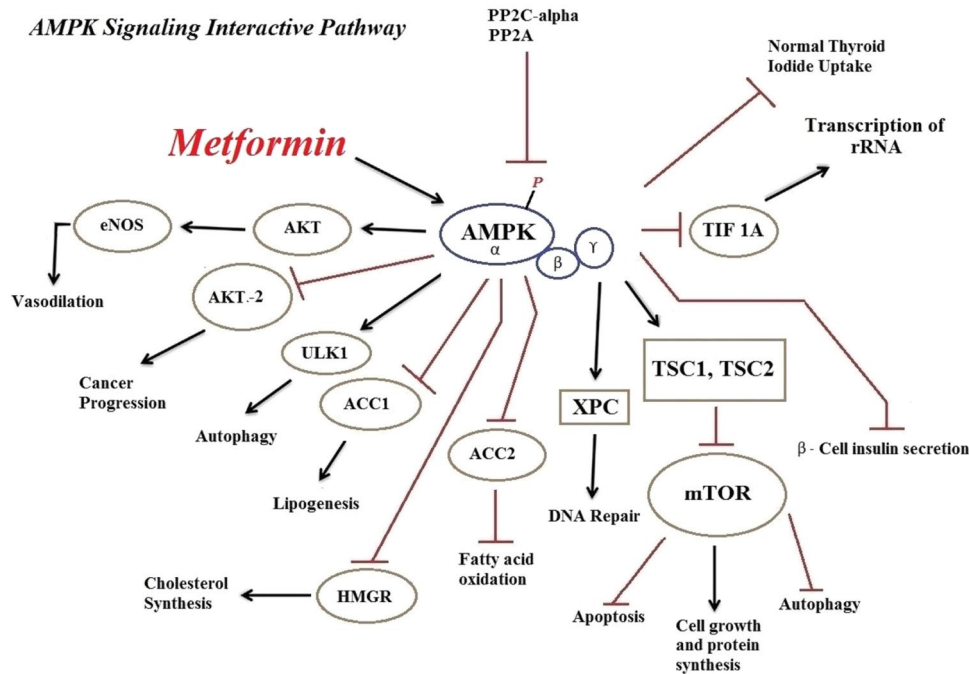 AMPK Signaling Interactive Pathway
PP2C-alpha
PP2A
Normal Thyroid
Iodide Uptake
Metformin
Transcription of
rRNA
P
eNOS
AKT
AMPK
α
β
γ
TIF 1A
Vasodilation
AKT.-2
ULK1
TSC1, TSC2
Cancer
Progression
ACC1
XPC
Autophagy
ACC2
β - Cell insulin secretion
mTOR
Lipogenesis
DNA Repair
Fatty acid
oxidation
Cholesterol
Synthesis
HMGR
Apoptosis
Cell growth
and protein
synthesis
Autophagy